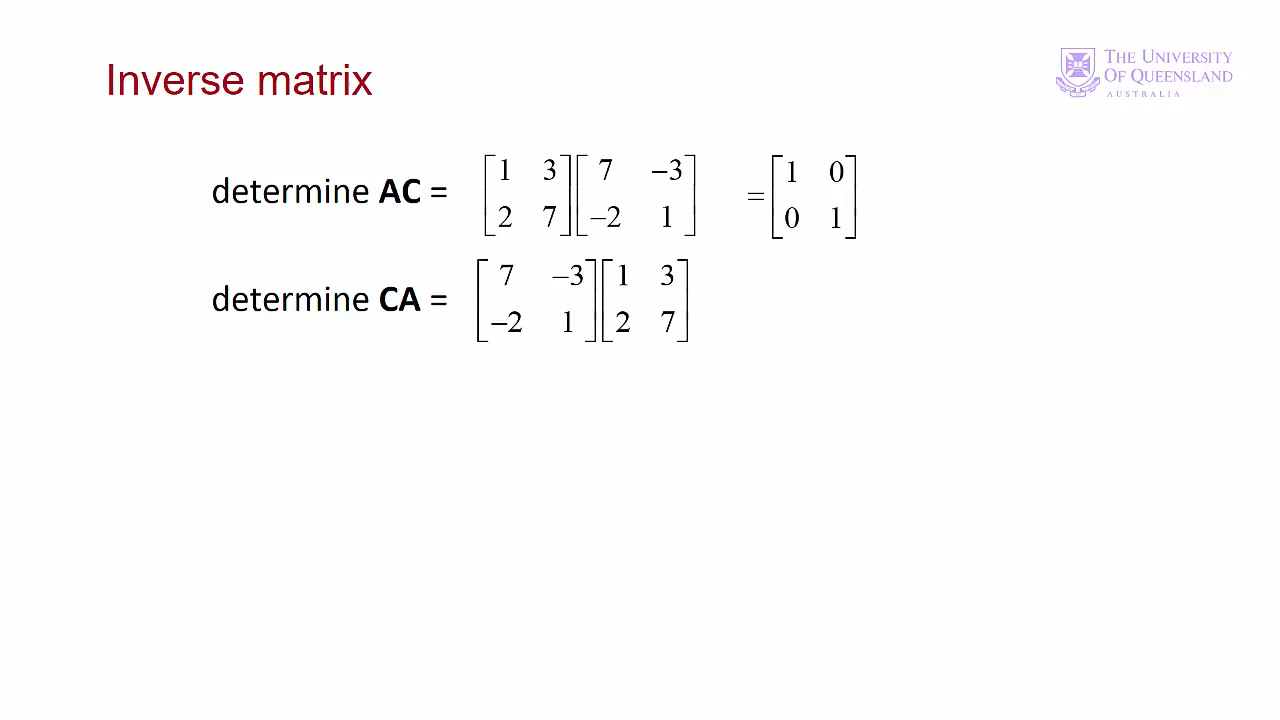 Inverse matrix
THE UNIVERSITY
OF QUEENSLAND
AUSTRALIA
determine AC = [1 3; 2 7][7 −3; −2 1] = [1 0; 0 1]
determine CA = [7 −3; −2 1][1 3; 2 7]